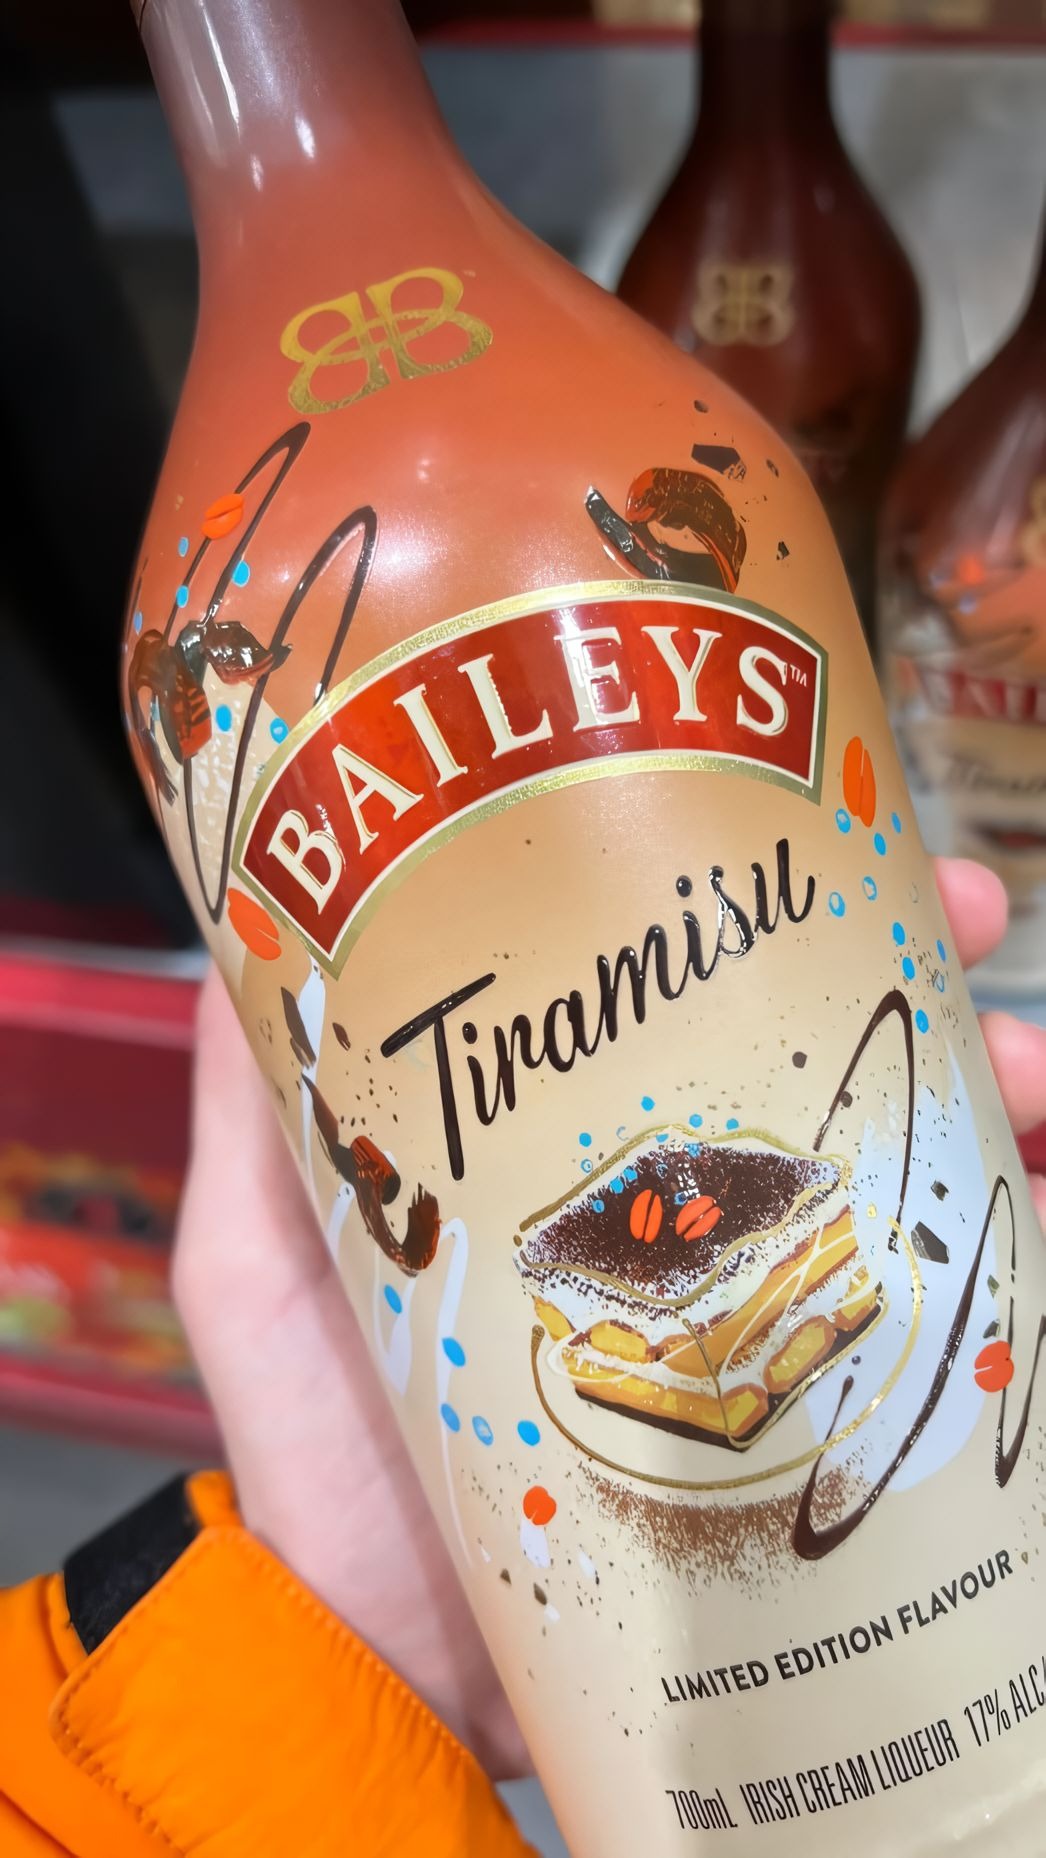 BAILEYS™
Tiramisu
LIMITED EDITION FLAVOUR
700mL IRISH CREAM LIQUEUR 17% ALC